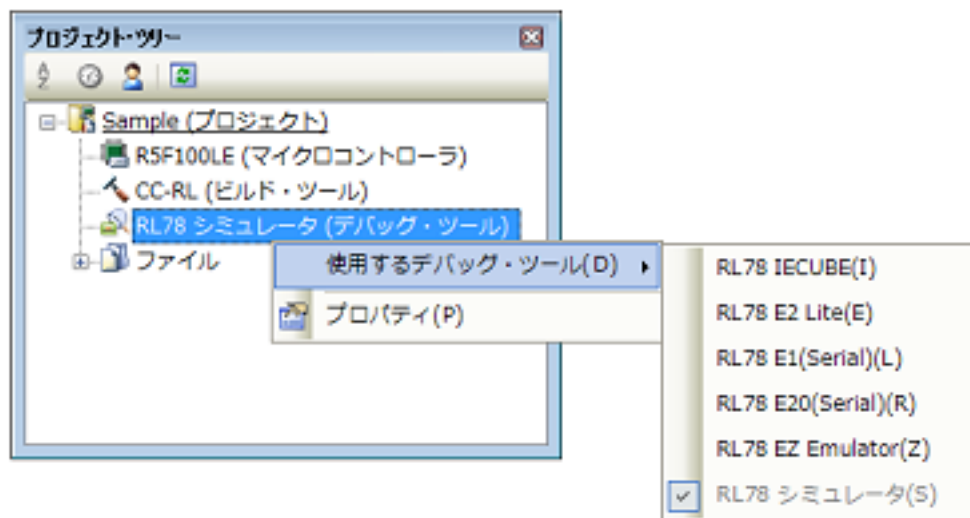 プロジェクト・ツリー
Sample (プロジェクト)
R5F100LE (マイクロコントローラ)
CC-RL (ビルド・ツール)
RL78 シミュレータ (デバッグ・ツール)
ファイル
使用するデバッグ・ツール(D)
プロパティ(P)
RL78 IECUBE(I)
RL78 E2 Lite(E)
RL78 E1(Serial)(L)
RL78 E20(Serial)(R)
RL78 EZ Emulator(Z)
RL78 シミュレータ(S)